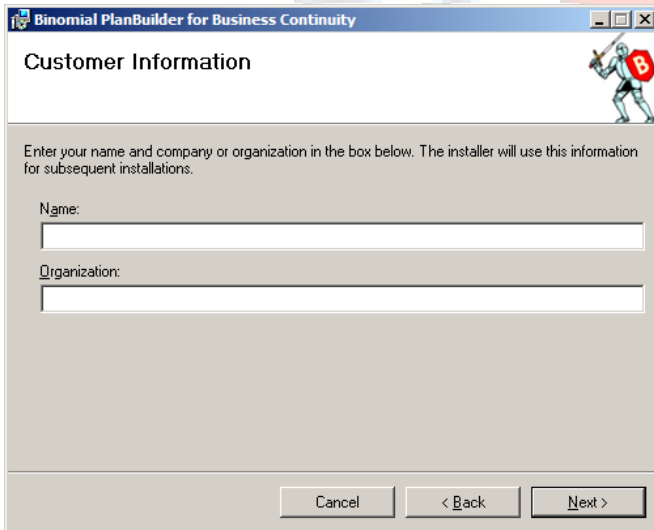 Binomial PlanBuilder for Business Continuity
Customer Information
B
Enter your name and company or organization in the box below. The installer will use this information
for subsequent installations.
Name:
Organization:
Cancel
< Back
Next >